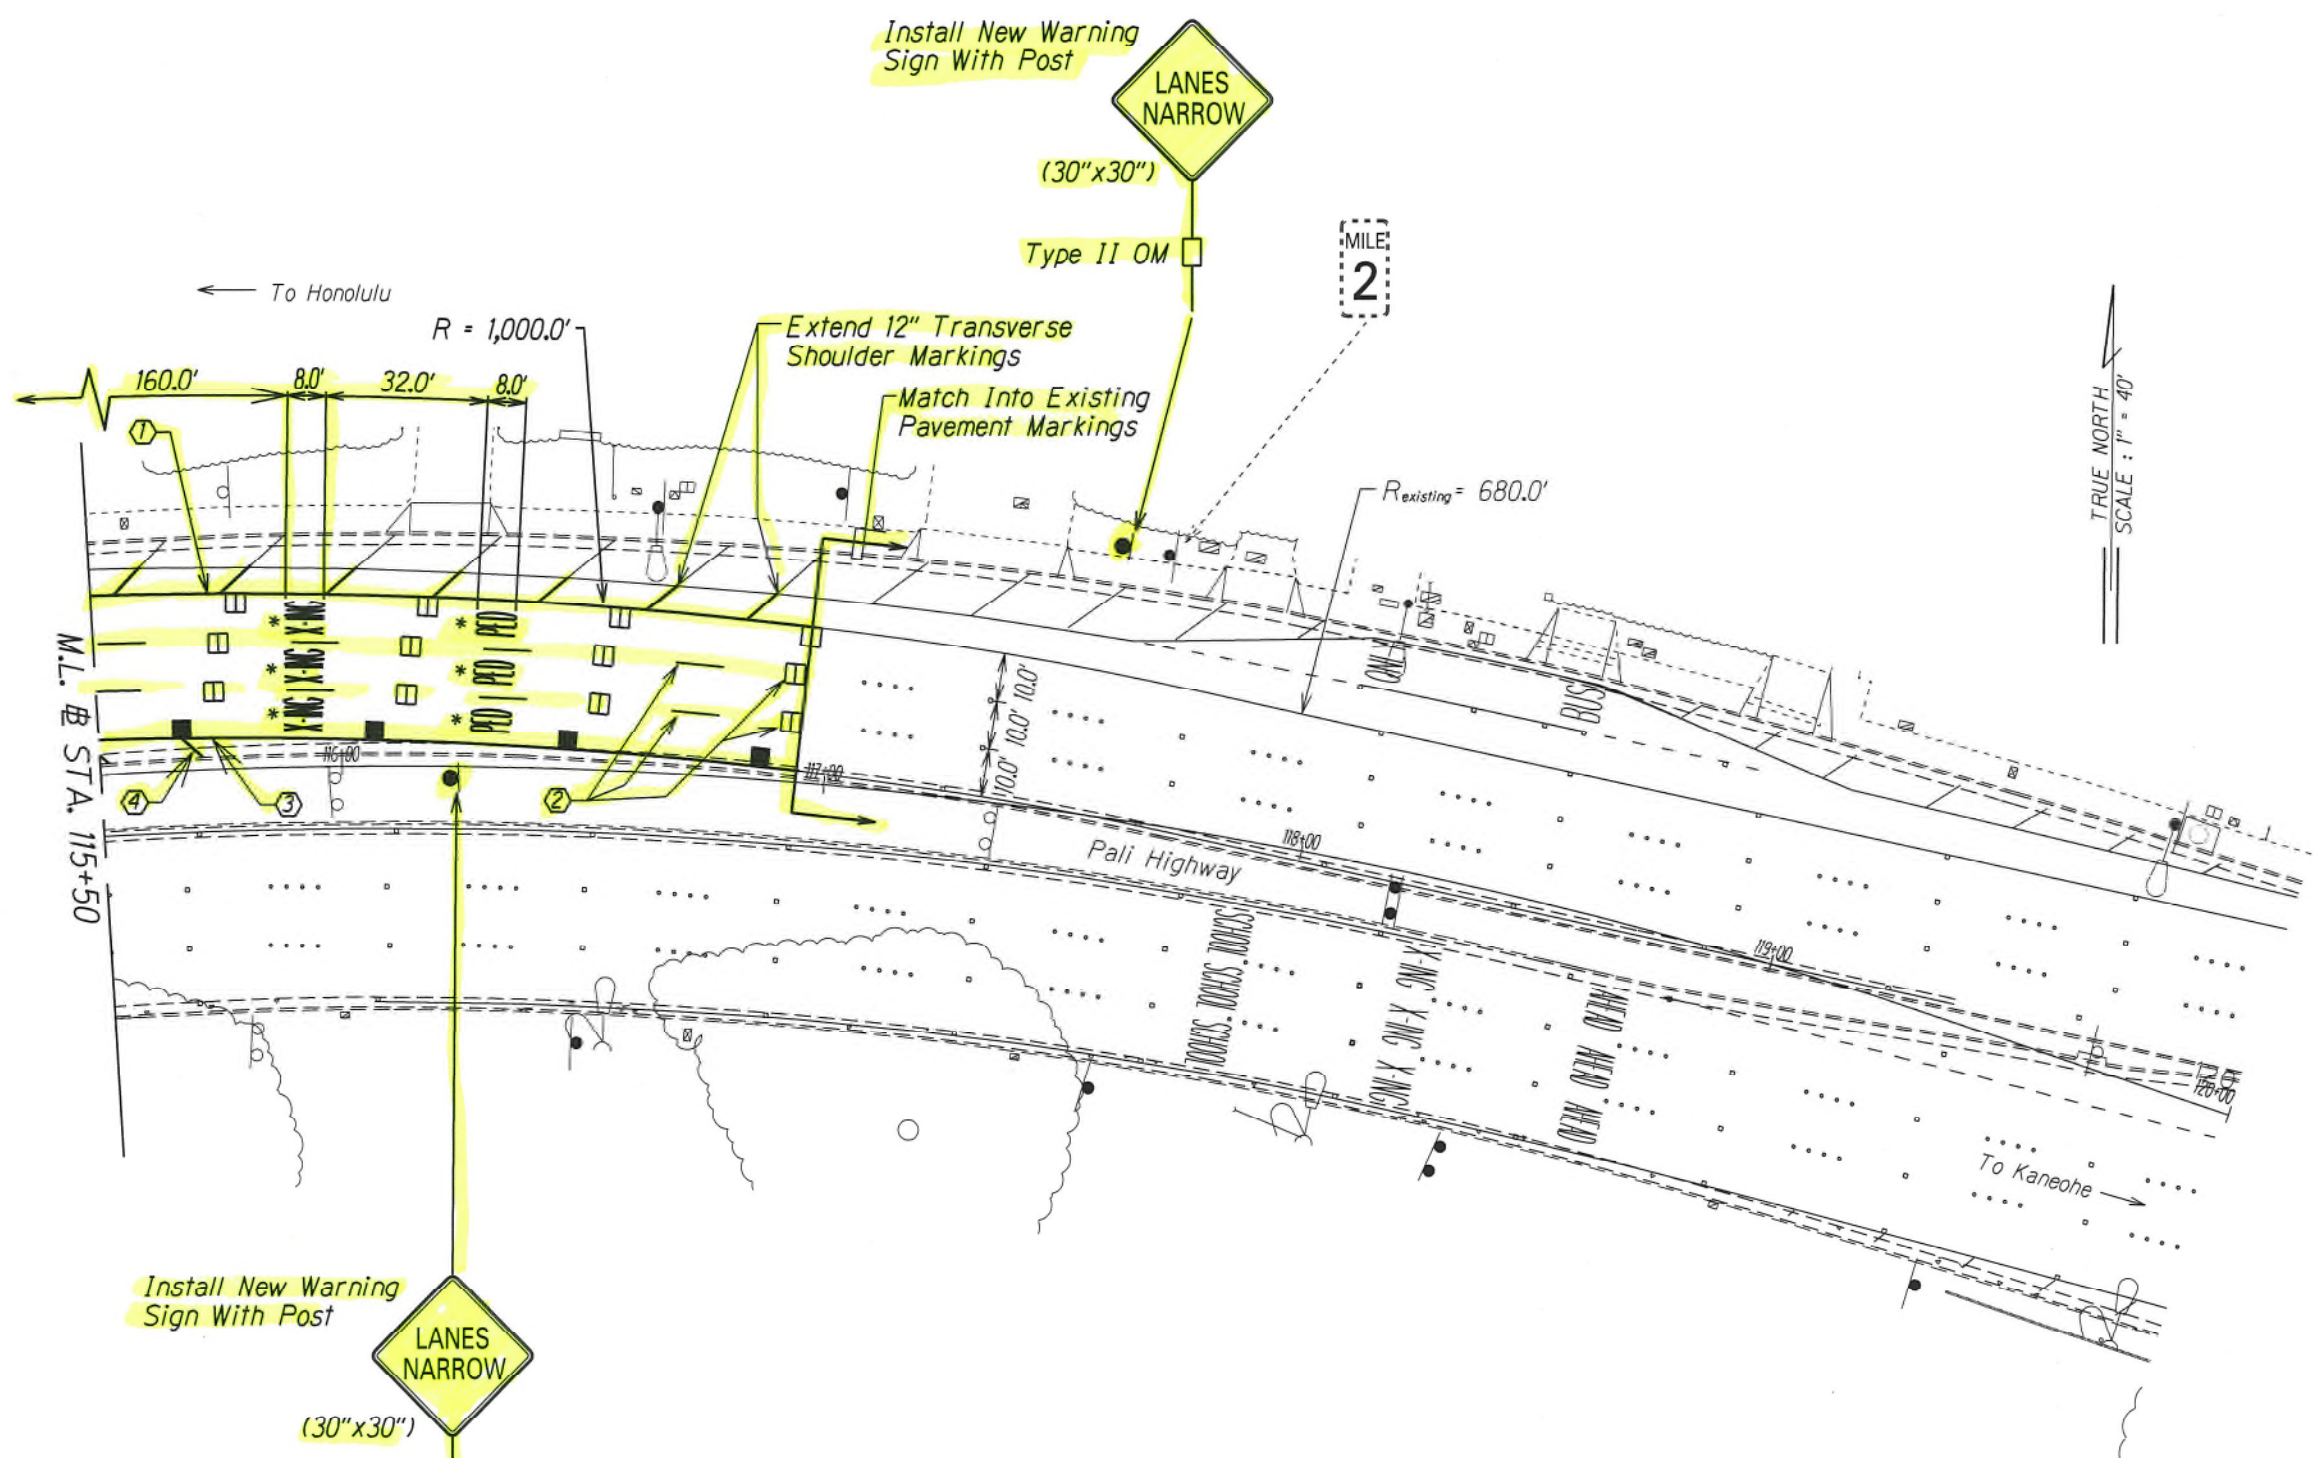 Install New Warning
Sign With Post
LANES
NARROW
(30"x30")
Type II OM
MILE
2
To Honolulu
R = 1,000.0'
Extend 12" Transverse
Shoulder Markings
160.0'
8.0'
32.0'
8.0'
Match Into Existing
Pavement Markings
1
Rexisting = 680.0'
TRUE NORTH
SCALE : 1" = 40'
* X-ING
* X-ING
* X-ING
* PED
* PED
* PED
10.0'
10.0'
10.0'
ONLY
BUS
M.L. BL STA. 115+50
116+00
117+00
4
3
2
118+00
Pali Highway
119+00
120+00
SCHOOL SCHOOL SCHOOL
X-ING X-ING X-ING
AHEAD AHEAD AHEAD
To Kaneohe
Install New Warning
Sign With Post
LANES
NARROW
(30"x30")